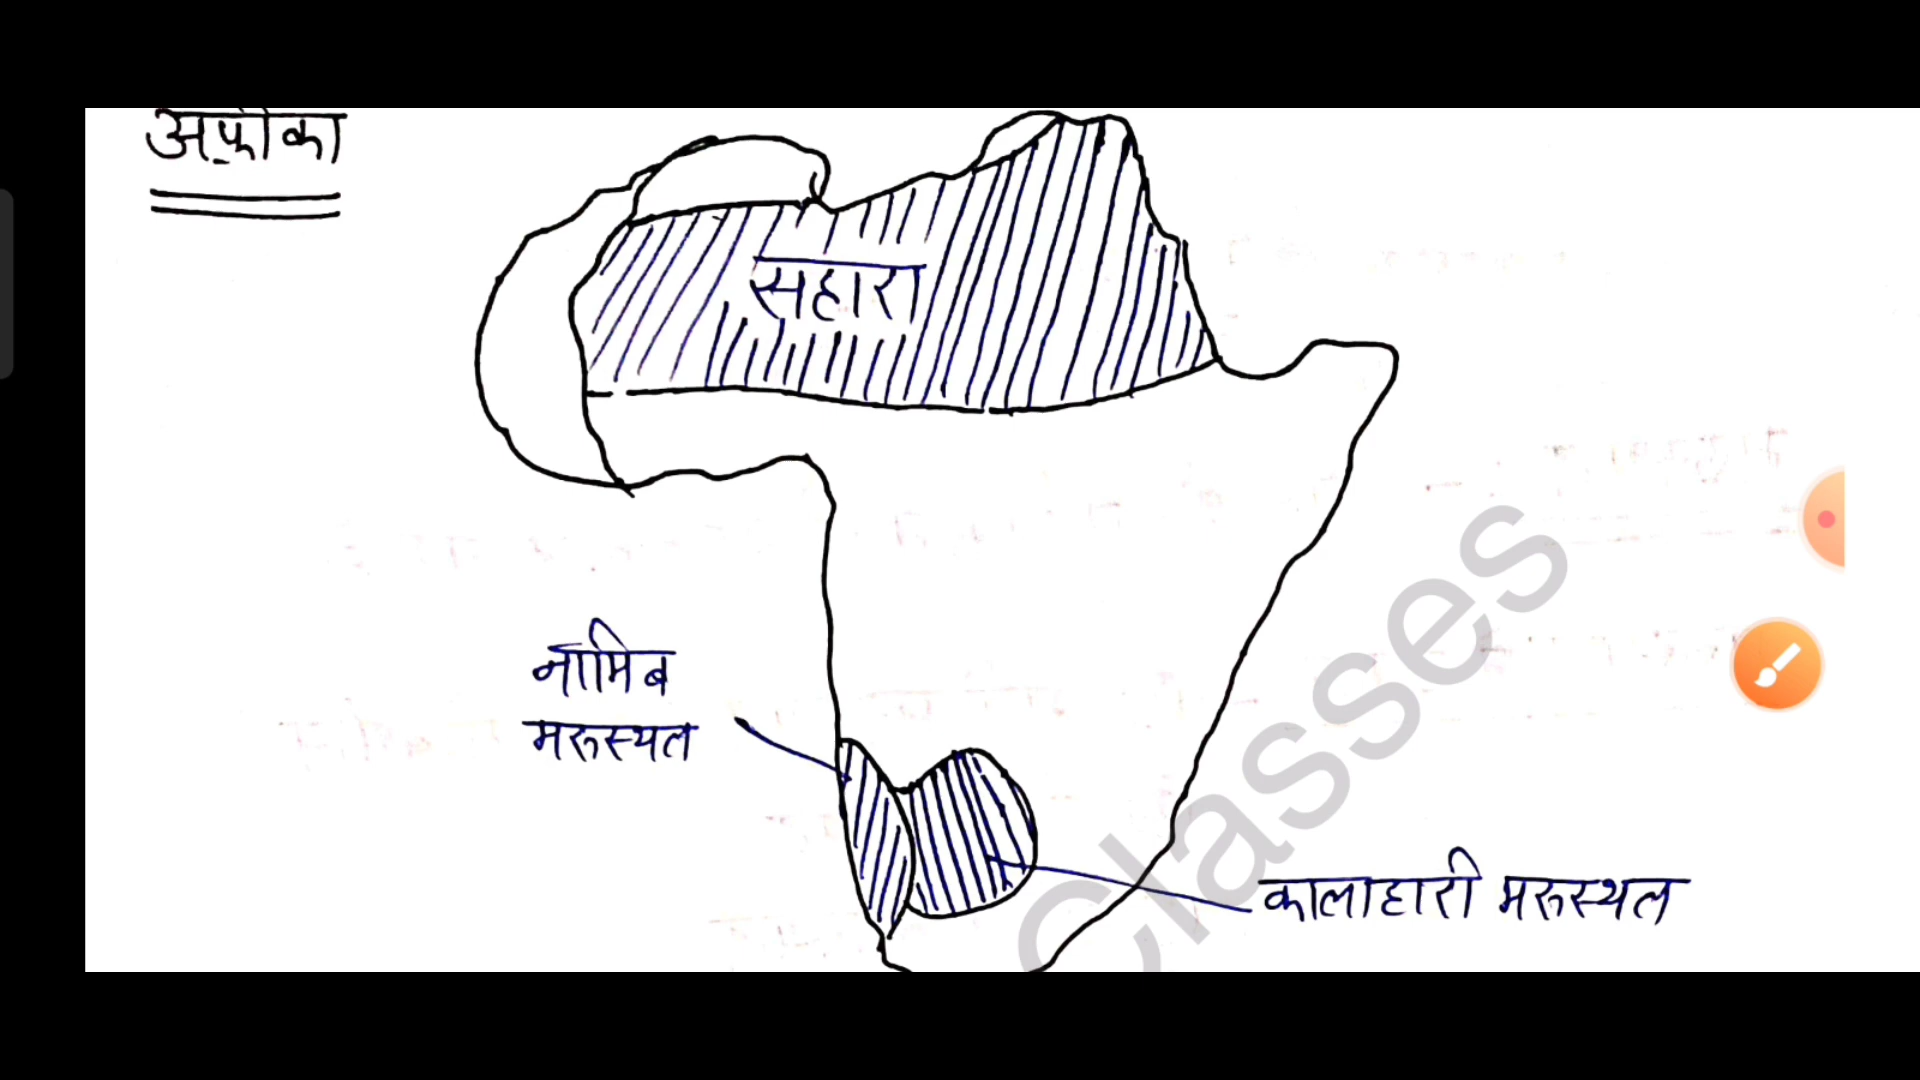 अफ्रीका
सहारा
नामिब
मरुस्थल
कालाहारी मरुस्थल
Classes